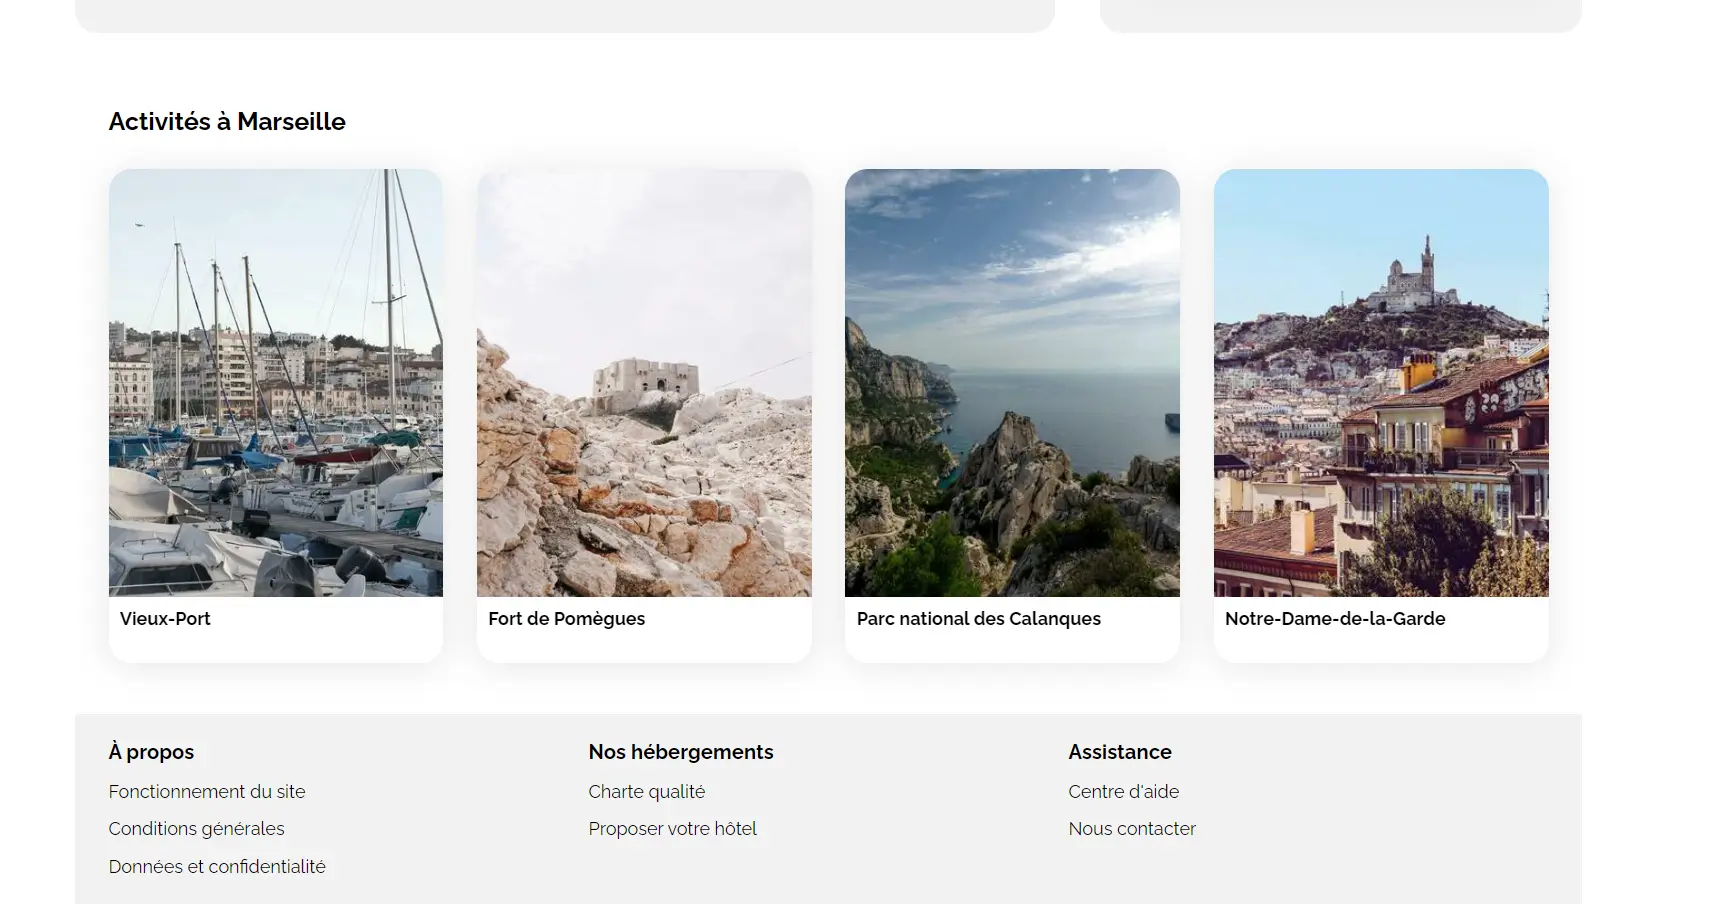 Activités à Marseille
Vieux-Port
Fort de Pomègues
Parc national des Calanques
Notre-Dame-de-la-Garde
À propos
Fonctionnement du site
Conditions générales
Données et confidentialité
Nos hébergements
Charte qualité
Proposer votre hôtel
Assistance
Centre d'aide
Nous contacter